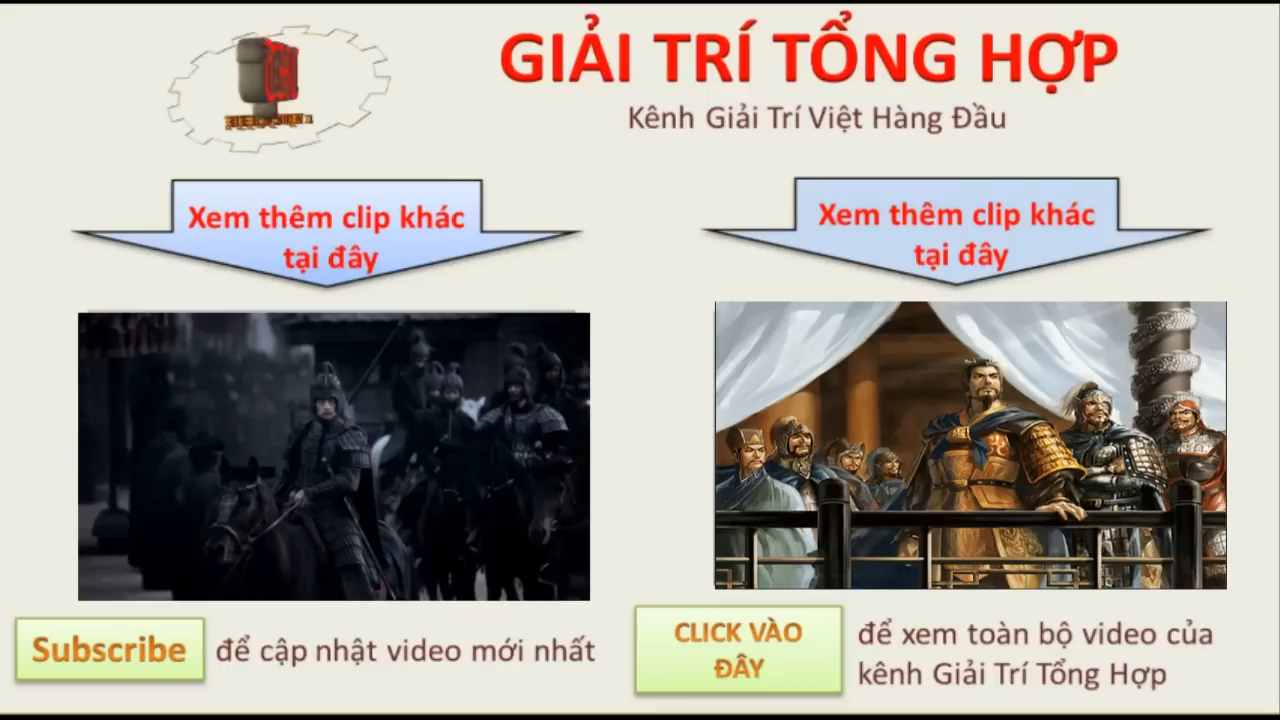 GIẢI TRÍ TỔNG HỢP
Kênh Giải Trí Việt Hàng Đầu
Xem thêm clip khác
tại đây
Xem thêm clip khác
tại đây
Subscribe để cập nhật video mới nhất
CLICK VÀO
ĐÂY
để xem toàn bộ video của
kênh Giải Trí Tổng Hợp